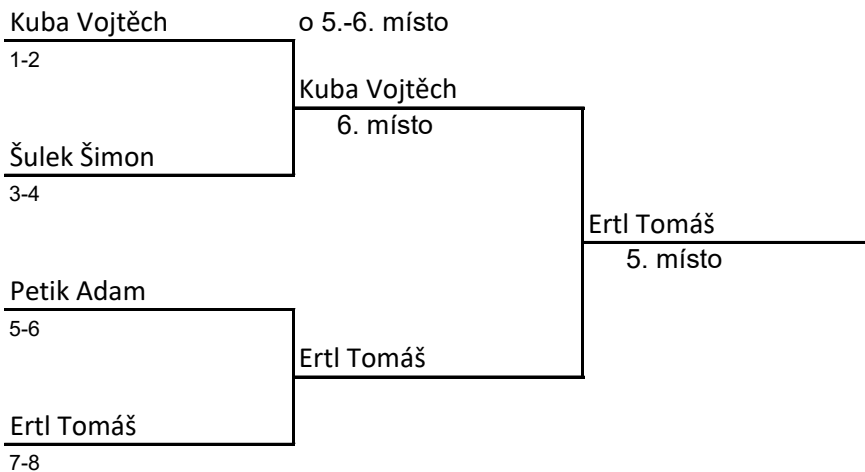 Kuba Vojtěch
o 5.-6. místo
1-2
Kuba Vojtěch
6. místo
Šulek Šimon
3-4
Ertl Tomáš
5. místo
Petik Adam
5-6
Ertl Tomáš
Ertl Tomáš
7-8